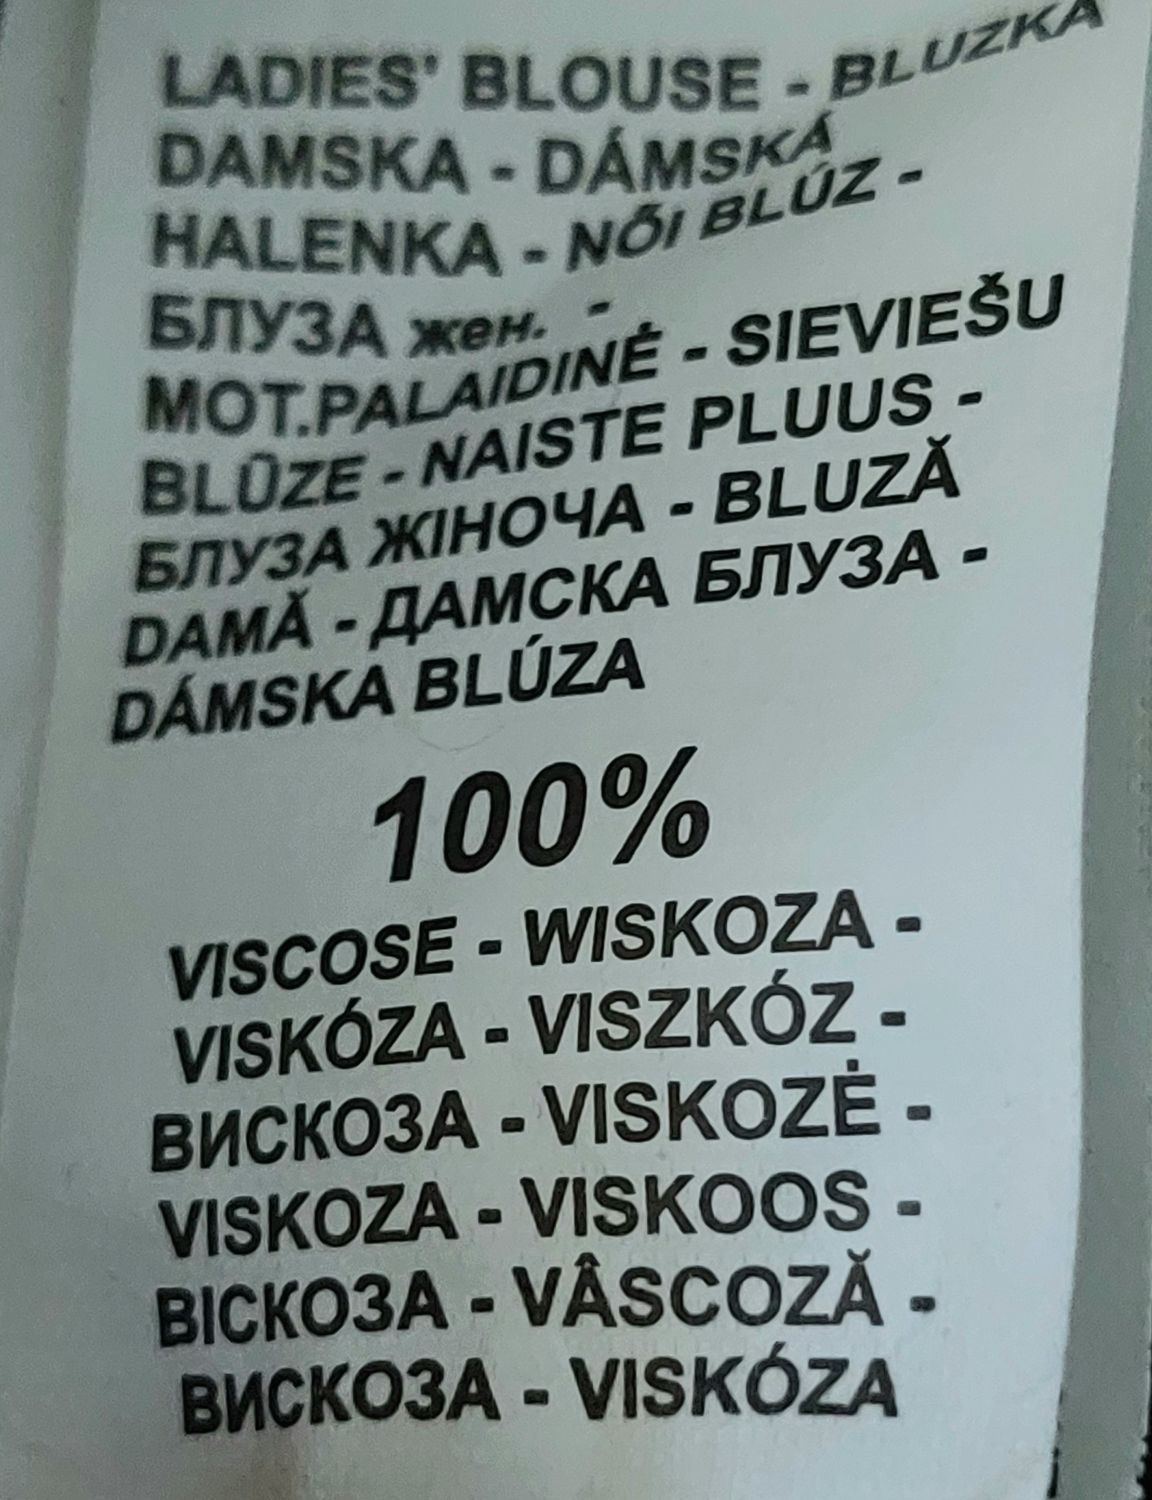 LADIES' BLOUSE - BLUZKA
DAMSKA - DÁMSKÁ
HALENKA - NŐI BLÚZ -
БЛУЗА жен. -
MOT.PALAIDINĖ - SIEVIEŠU
BLŪZE - NAISTE PLUUS -
БЛУЗА ЖІНОЧА - BLUZĂ
DAMĂ - ДАМСКА БЛУЗА -
DÁMSKA BLÚZA
100%
VISCOSE - WISKOZA -
VISKÓZA - VISZKÓZ -
ВИСКОЗА - VISKOZĖ -
VISKOZA - VISKOOS -
ВІСКОЗА - VÂSCOZĂ -
ВИСКОЗА - VISKÓZA